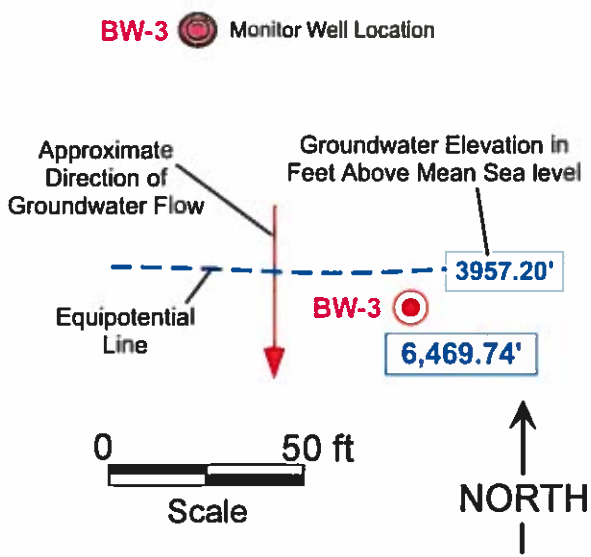 BW-3 Monitor Well Location
Approximate
Direction of
Groundwater Flow
Groundwater Elevation in
Feet Above Mean Sea level
3957.20'
BW-3
Equipotential
Line
6,469.74'
0 50 ft
Scale
NORTH